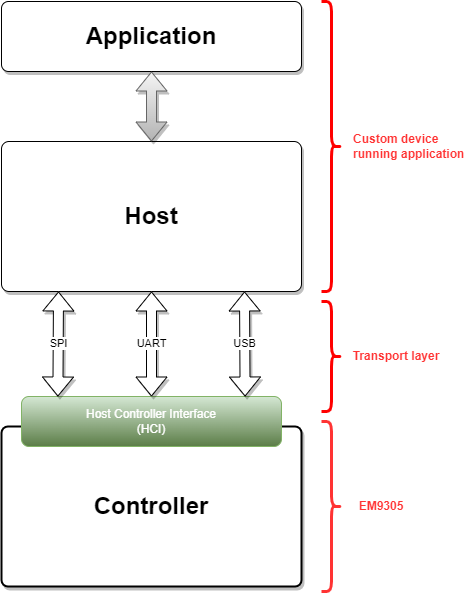 Application
Custom device
running application
Host
SPI
UART
USB
Transport layer
Host Controller Interface
(HCI)
Controller
EM9305